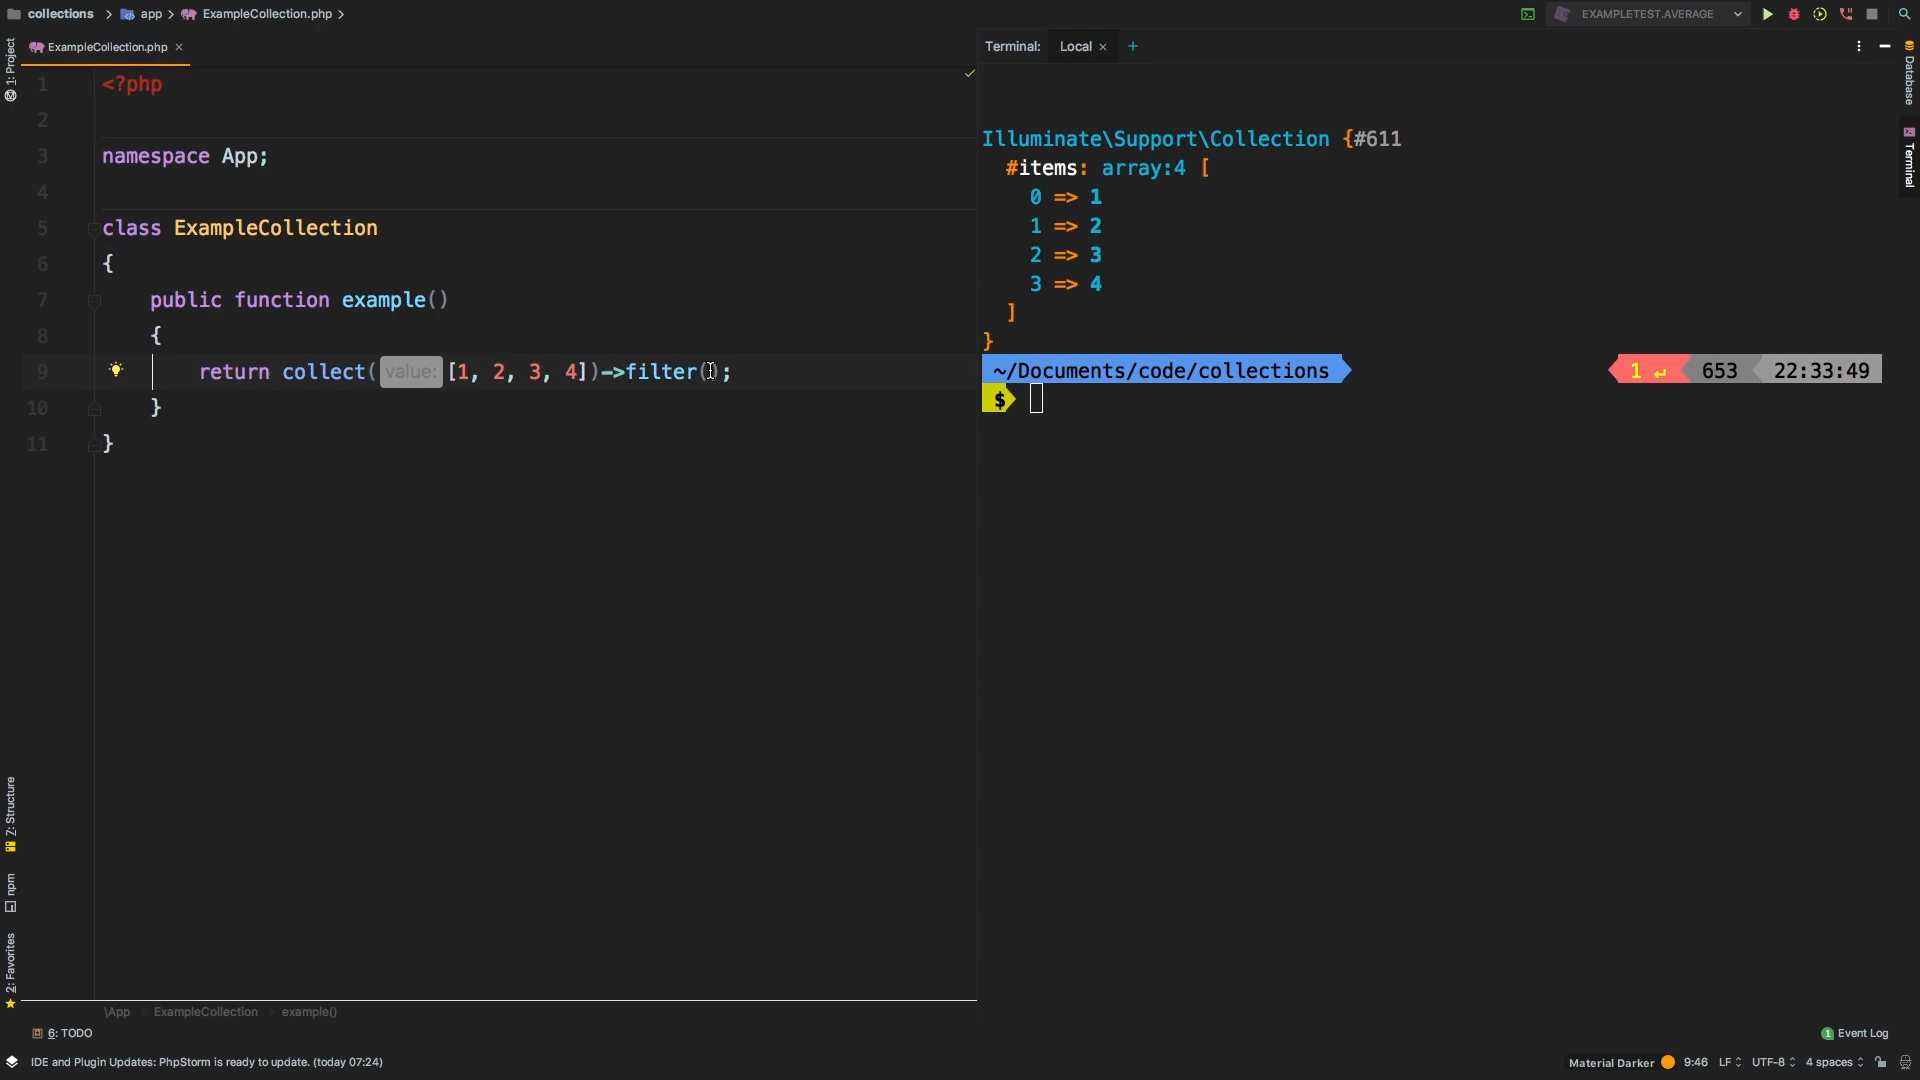 collections > app > ExampleCollection.php >
EXAMPLETEST.AVERAGE
ExampleCollection.php ×
Terminal: Local × +
1: Project
Database
Terminal
1 <?php
2
3 namespace App;
4
5 class ExampleCollection
6 {
7 public function example()
8 {
9 return collect( value: [1, 2, 3, 4])->filter();
10 }
11 }
Illuminate\Support\Collection {#611
#items: array:4 [
0 => 1
1 => 2
2 => 3
3 => 4
]
}
~/Documents/code/collections
1 ↵ 653 22:33:49
$
Z: Structure
npm
2: Favorites
\App > ExampleCollection > example()
6: TODO
1 Event Log
IDE and Plugin Updates: PhpStorm is ready to update. (today 07:24)
Material Darker 9:46 LF UTF-8 4 spaces